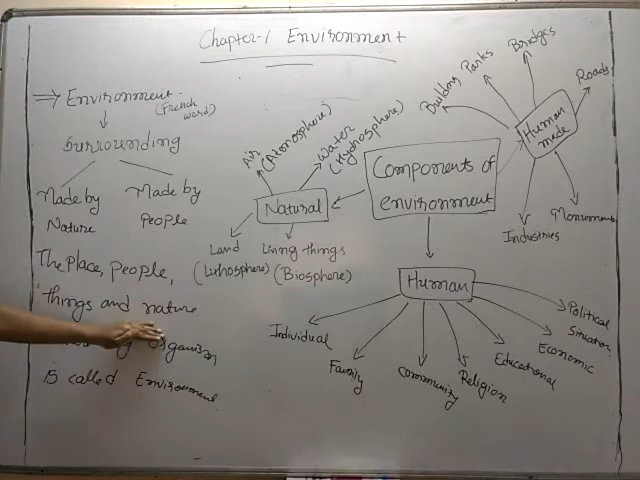 Chapter-1 Environment
⇒ Environment
(French
word)
Surrounding
Made by
Nature
Made by
People
The place, people,
things and nature
organism
is called Environment
Components of
environment
Natural
Air
(Atmosphere)
Water
(Hydrosphere)
Land
(Lithosphere)
Living things
(Biosphere)
Human
Individual
Family
Community
Religion
Educational
Economic
Political
Situation
Human
made
Building
Parks
Bridges
Roads
Monument
Industries